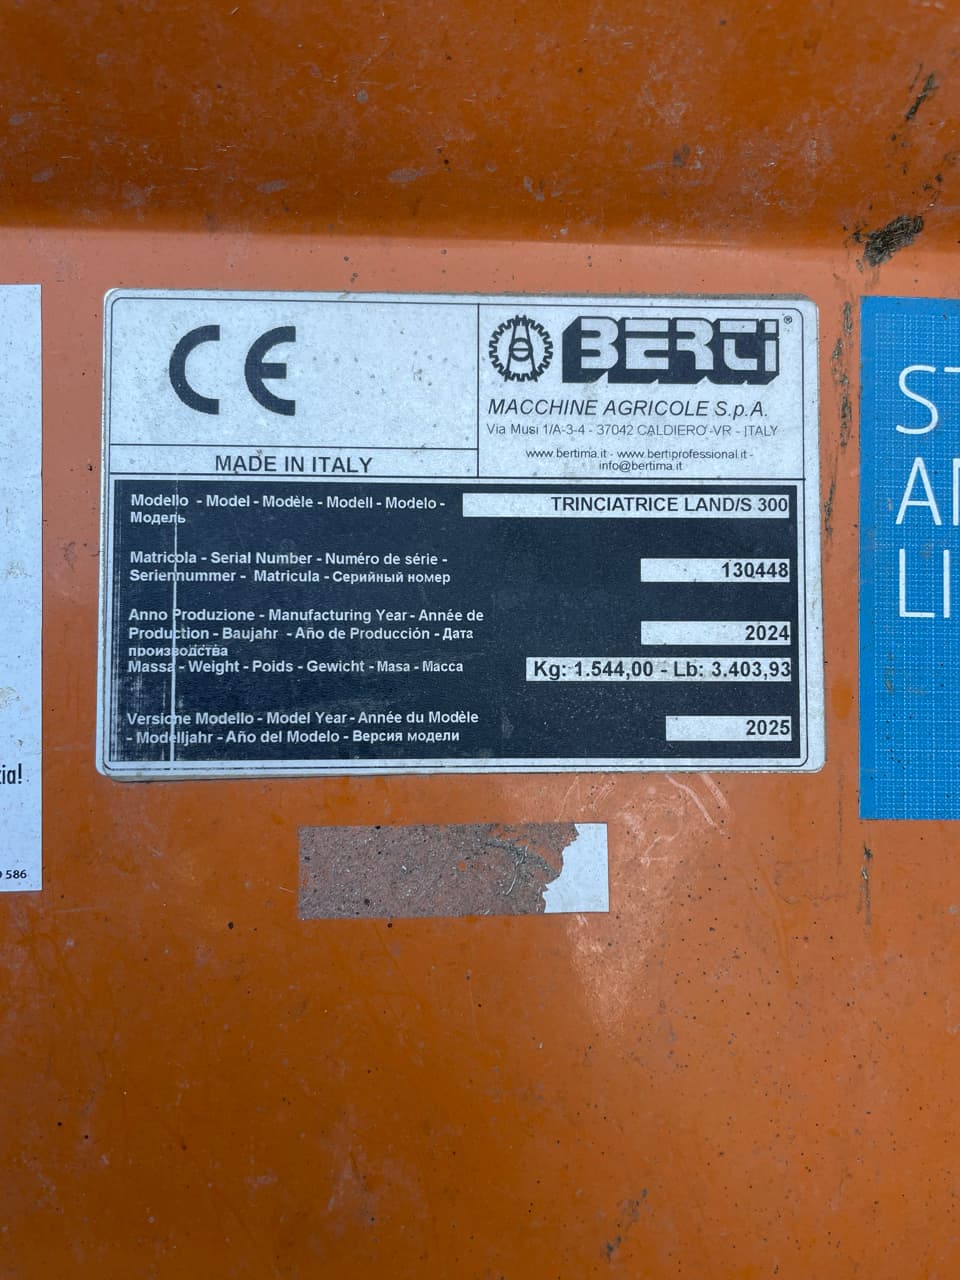 CE
BERTI®
MACCHINE AGRICOLE S.p.A.
Via Musi 1/A-3-4 - 37042 CALDIERO -VR - ITALY
www.bertima.it - www.bertiprofessional.it -
info@bertima.it
MADE IN ITALY
Modello - Model - Modèle - Modell - Modelo -
Модель
TRINCIATRICE LAND/S 300
Matricola - Serial Number - Numéro de série -
Seriennummer - Matricula - Серийный номер
130448
Anno Produzione - Manufacturing Year - Année de
Production - Baujahr - Año de Producción - Дата
производства
2024
Massa - Weight - Poids - Gewicht - Masa - Масса
Kg: 1.544,00 - Lb: 3.403,93
Versione Modello - Model Year - Année du Modèle
- Modelljahr - Año del Modelo - Версия модели
2025
586